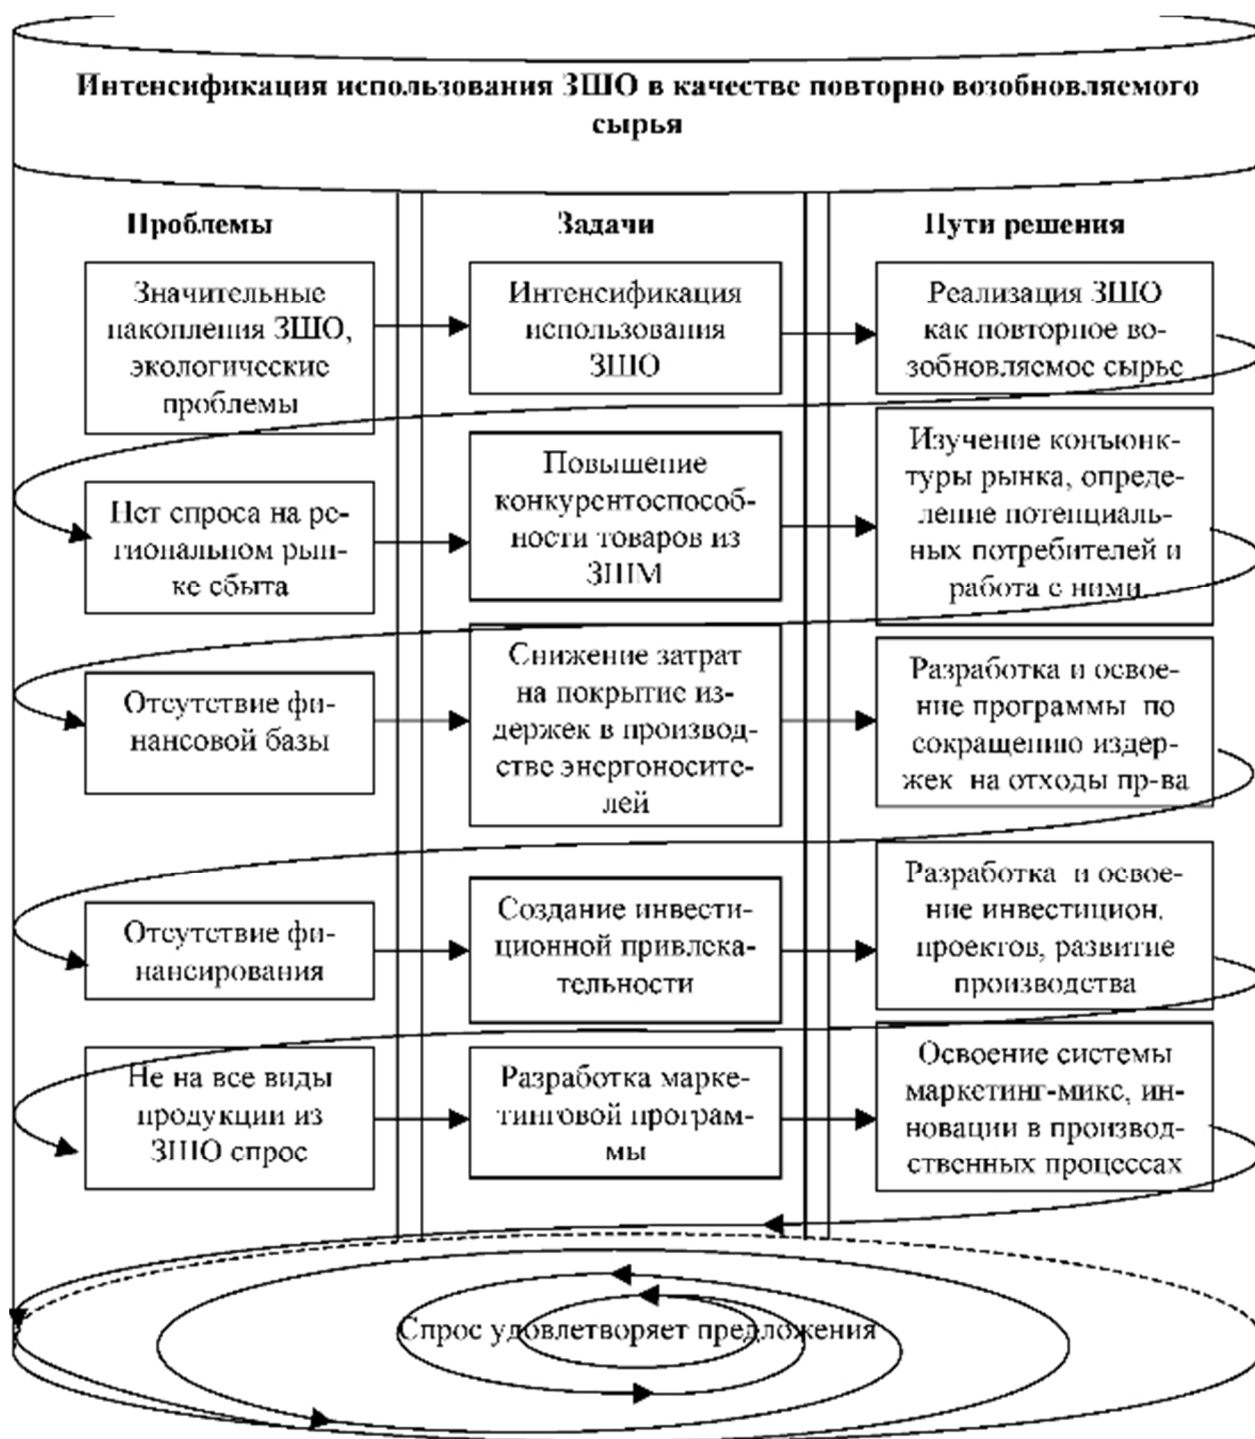 Интенсификация использования ЗШО в качестве повторно возобновляемого
сырья
Проблемы
Задачи
Пути решения
Значительные
накопления ЗШО,
экологические
проблемы
Интенсификация
использования
ЗШО
Реализация ЗШО
как повторное во-
зобновляемое сырье
Нет спроса на ре-
гиональном рын-
ке сбыта
Повышение
конкурентоспособ-
ности товаров из
ЗШМ
Изучение конъюнк-
туры рынка, опреде-
ление потенциаль-
ных потребителей и
работа с ними
Отсутствие фи-
нансовой базы
Снижение затрат
на покрытие из-
держек в производ-
стве энергоносите-
лей
Разработка и освое-
ние программы по
сокращению издер-
жек на отходы пр-ва
Отсутствие фи-
нансирования
Создание инвести-
ционной привлека-
тельности
Разработка и освое-
ние инвестицион.
проектов, развитие
производства
Не на все виды
продукции из
ЗШО спрос
Разработка марке-
тинговой програм-
мы
Освоение системы
маркетинг-микс, ин-
новации в производ-
ственных процессах
Спрос удовлетворяет предложения